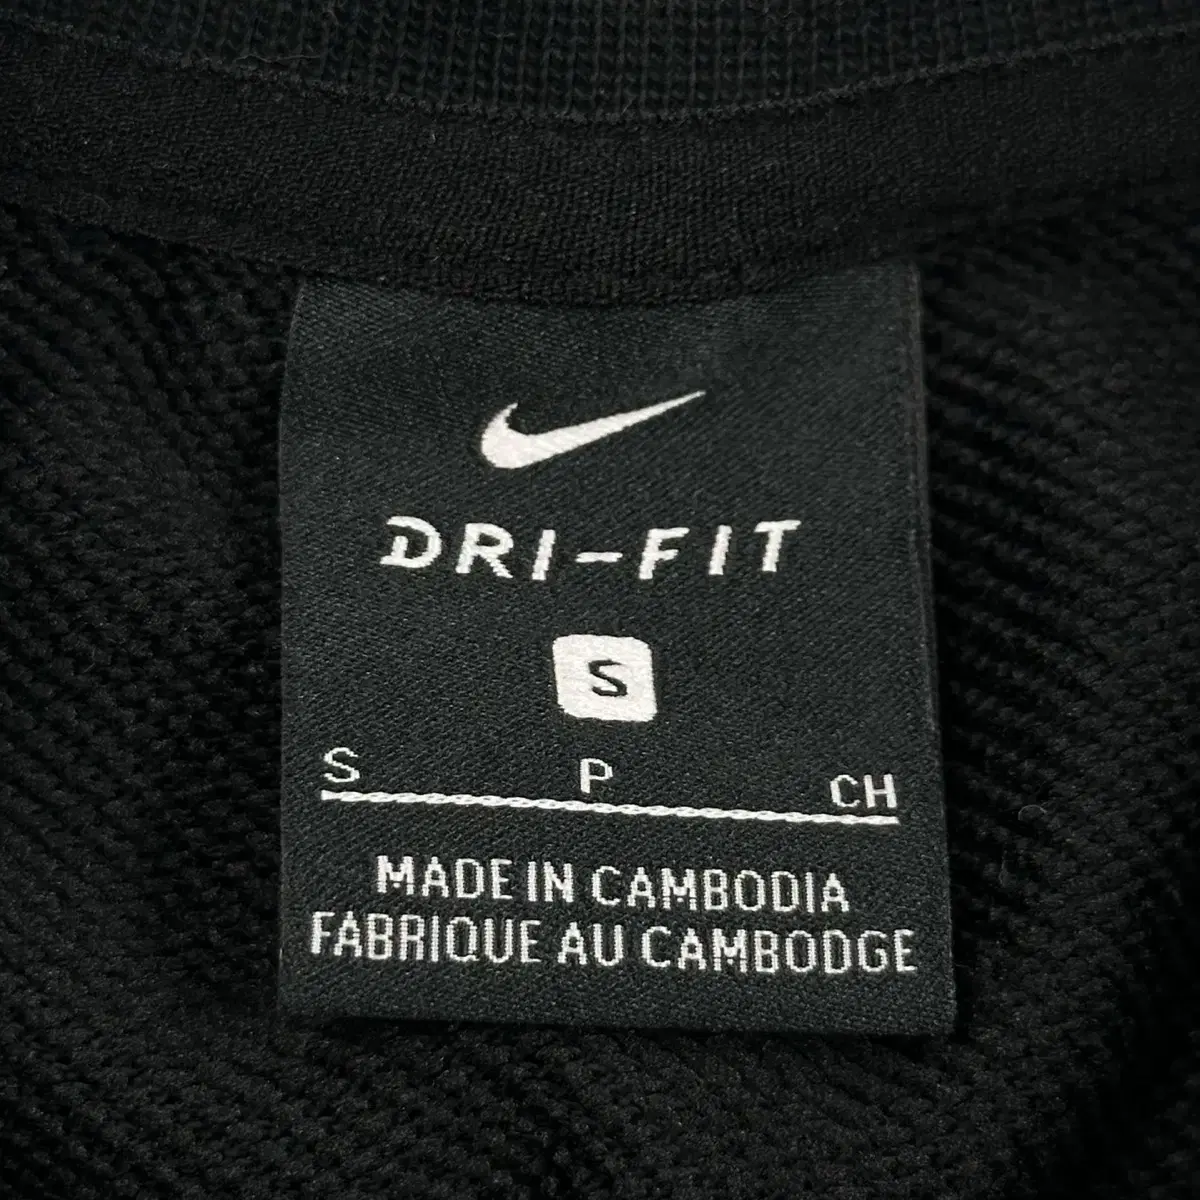 DRI-FIT
S
S P CH
MADE IN CAMBODIA
FABRIQUE AU CAMBODGE